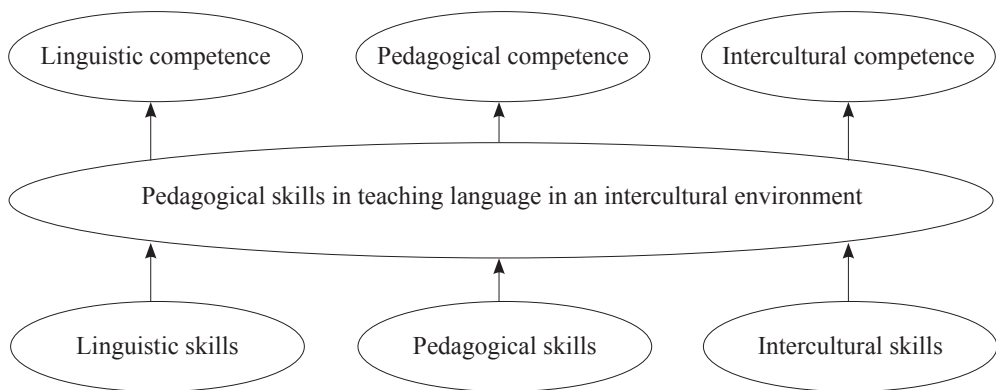 Linguistic competence
Pedagogical competence
Intercultural competence
Pedagogical skills in teaching language in an intercultural environment
Linguistic skills
Pedagogical skills
Intercultural skills